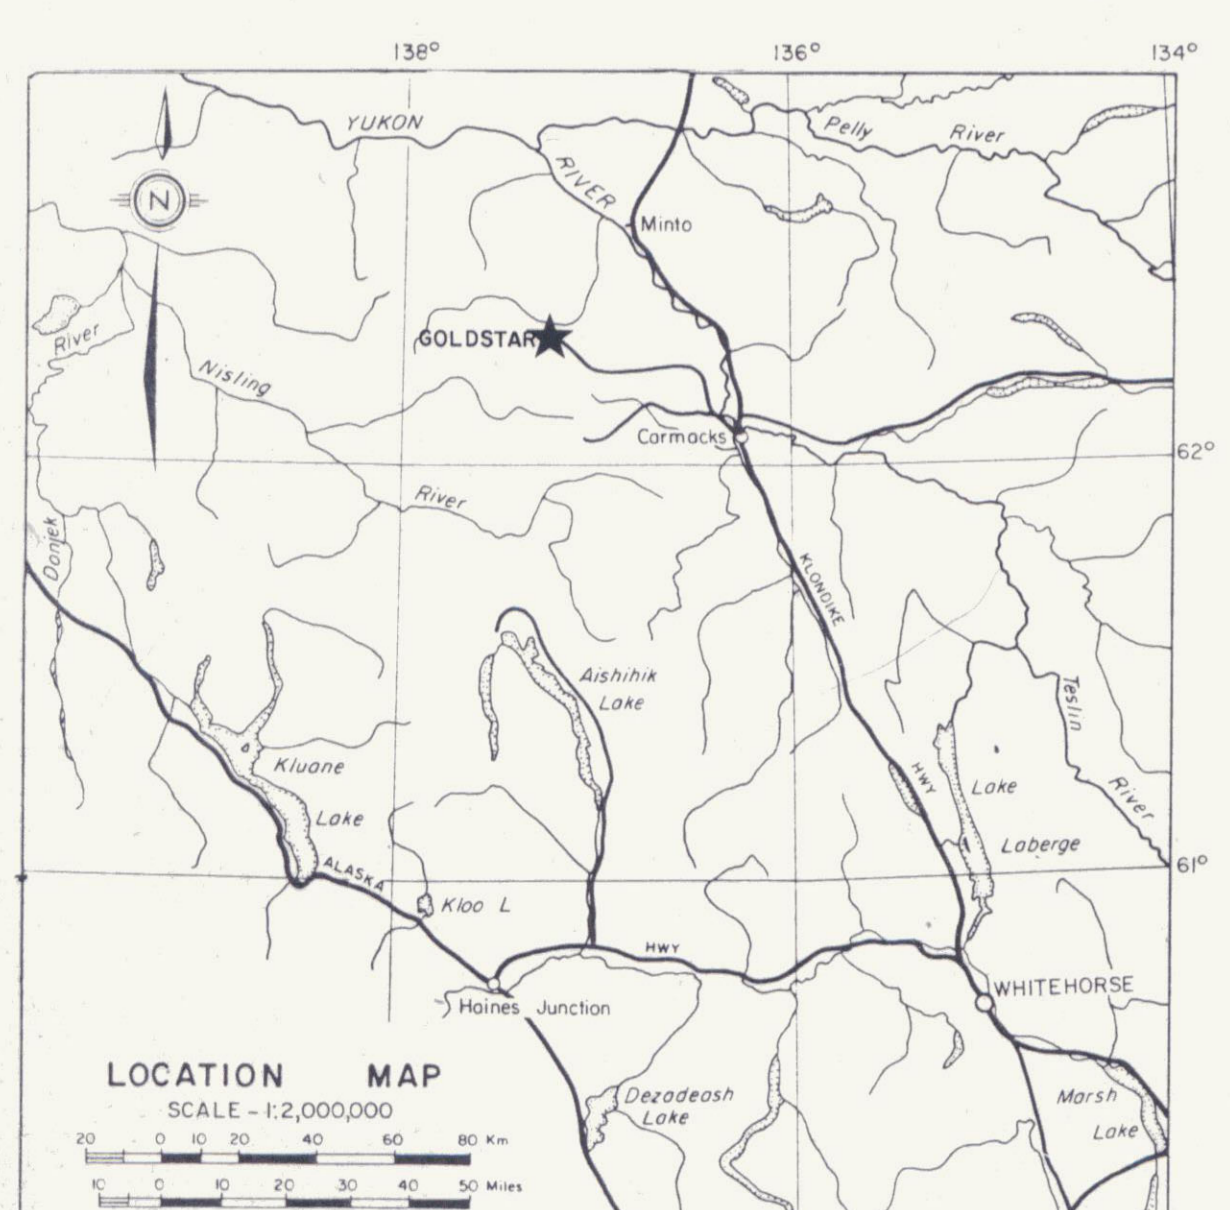 138° 136° 134°
YUKON
RIVER
Pelly River
N
Minto
River
GOLDSTAR
Nisling
River
Carmacks
62°
Donjek
KLONDIKE
HWY
Aishihik
Lake
Teslin
River
Kluane
Lake
Lake
Laberge
ALASKA
61°
Kloo L
HWY
WHITEHORSE
Haines Junction
LOCATION MAP
SCALE - 1:2,000,000
Dezadeash
Lake
Marsh
Lake
20 0 10 20 40 60 80 Km
10 0 10 20 30 40 50 Miles